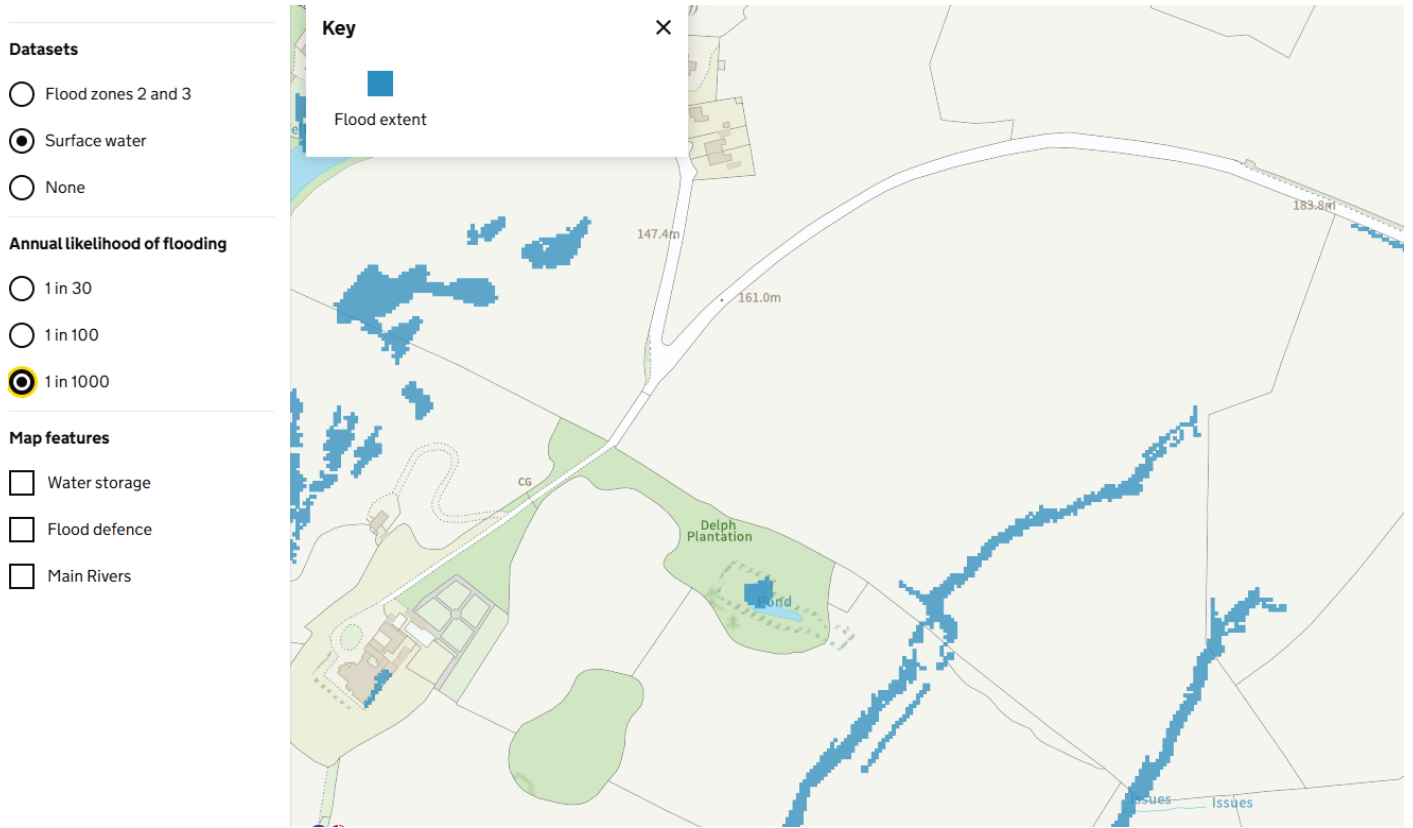 Datasets
Flood zones 2 and 3
Surface water
None
Annual likelihood of flooding
1 in 30
1 in 100
1 in 1000
Map features
Water storage
Flood defence
Main Rivers
Key
Flood extent
183.8m
147.4m
161.0m
CG
Delph
Plantation
Pond
Issues
Issues